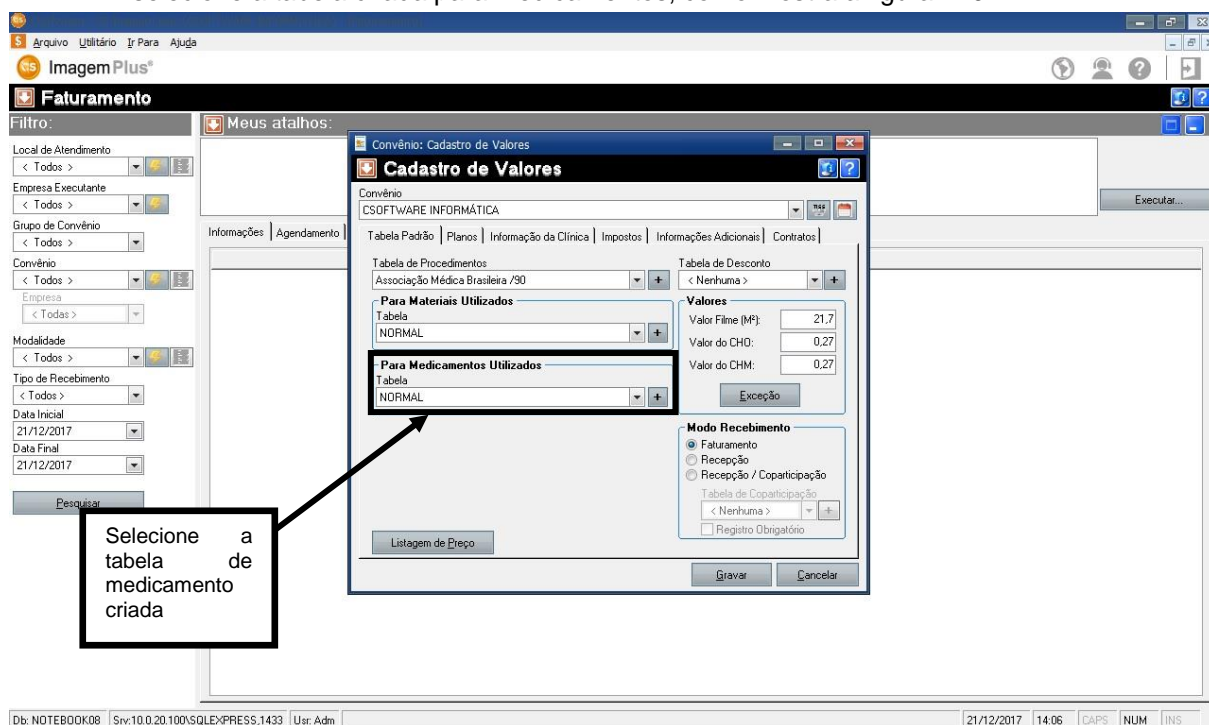 Arquivo Utilitário Ir Para Ajuda
ImagemPlus®
Faturamento
Filtro:
Meus atalhos:
Local de Atendimento
< Todos >
Empresa Executante
< Todos >
Grupo de Convênio
< Todos >
Convênio
< Todos >
Empresa
< Todas >
Modalidade
< Todos >
Tipo de Recebimento
< Todos >
Data Inicial
21/12/2017
Data Final
21/12/2017
Pesquisar
Executar...
Informações Agendamento
Convênio: Cadastro de Valores
Cadastro de Valores
Convênio
CSOFTWARE INFORMÁTICA
Tabela Padrão Planos Informação da Clínica Impostos Informações Adicionais Contratos
Tabela de Procedimentos
Associação Médica Brasileira /90
Tabela de Desconto
< Nenhuma >
Para Materiais Utilizados
Tabela
NORMAL
Para Medicamentos Utilizados
Tabela
NORMAL
Valores
Valor Filme (M²): 21,7
Valor do CHO: 0,27
Valor do CHM: 0,27
Exceção
Modo Recebimento
Faturamento
Recepção
Recepção / Coparticipação
Tabela de Coparticipação
< Nenhuma >
Registro Obrigatório
Listagem de Preço
Gravar Cancelar
Selecione a
tabela de
medicamento
criada
Db: NOTEBOOK08 Srv:10.0.20.100\SQLEXPRESS,1433 Usr: Adm 21/12/2017 14:06 CAPS NUM INS